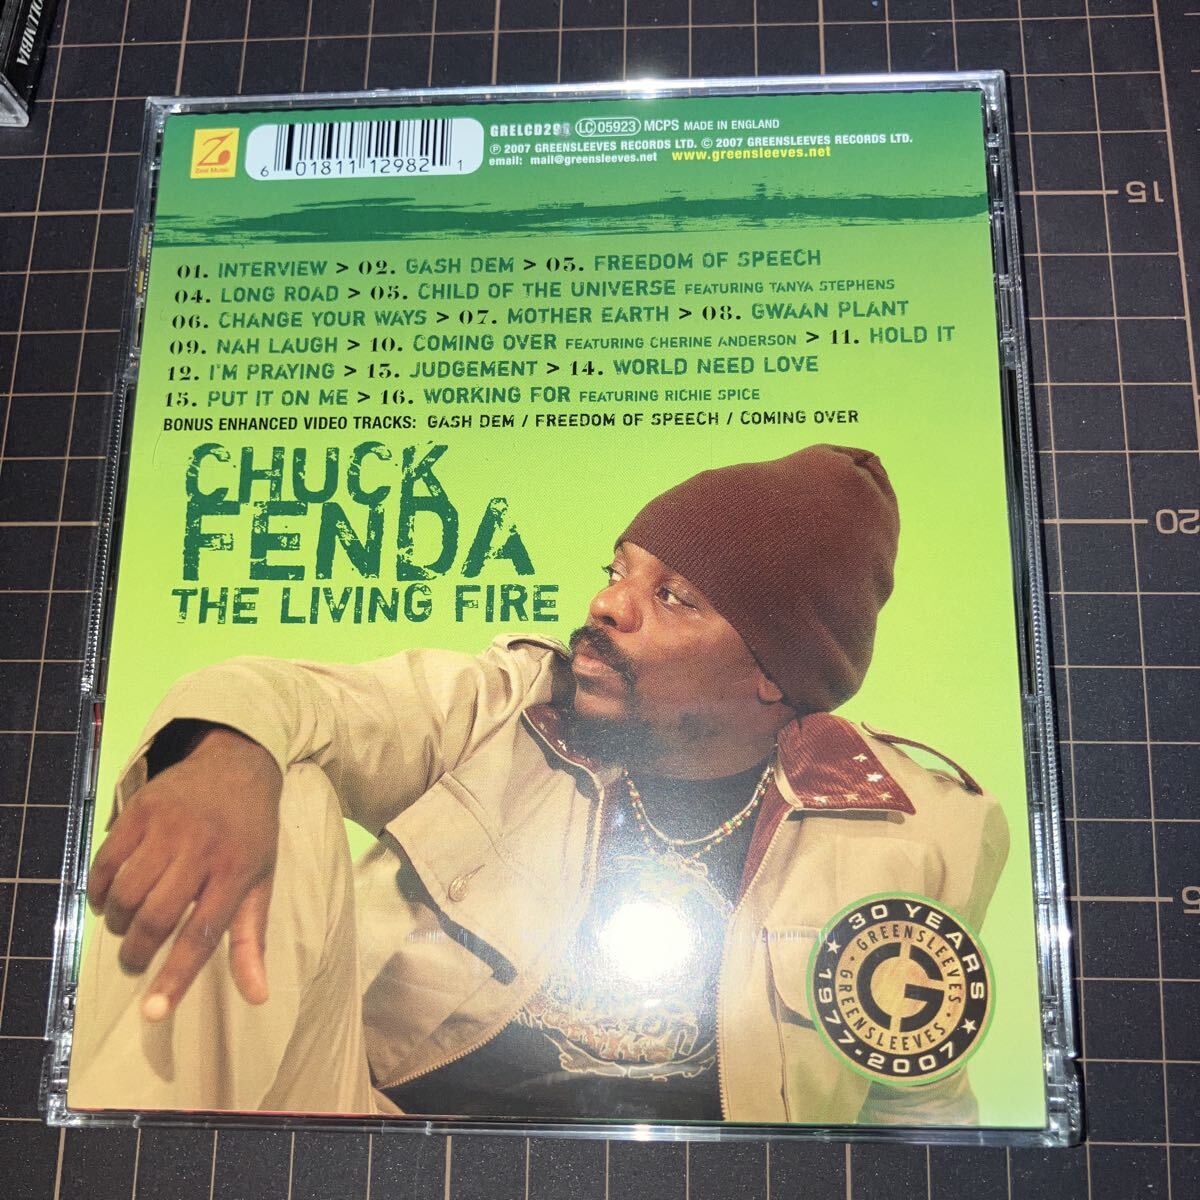 Zest Music
6 01811 12982 1
LC 05923 MCPS MADE IN ENGLAND
℗ 2007 GREENSLEEVES RECORDS LTD. © 2007 GREENSLEEVES RECORDS LTD.
email: mail@greensleeves.net www.greensleeves.net
01. INTERVIEW > 02. GASH DEM > 03. FREEDOM OF SPEECH
04. LONG ROAD > 05. CHILD OF THE UNIVERSE FEATURING TANYA STEPHENS
06. CHANGE YOUR WAYS > 07. MOTHER EARTH > 08. GWAAN PLANT
09. NAH LAUGH > 10. COMING OVER FEATURING CHERINE ANDERSON > 11. HOLD IT
12. I'M PRAYING > 13. JUDGEMENT > 14. WORLD NEED LOVE
15. PUT IT ON ME > 16. WORKING FOR FEATURING RICHIE SPICE
BONUS ENHANCED VIDEO TRACKS: GASH DEM / FREEDOM OF SPEECH / COMING OVER
CHUCK
FENDA
THE LIVING FIRE
30 YEARS
GREENSLEEVES
G
GREENSLEEVES
1977-2007
15
20